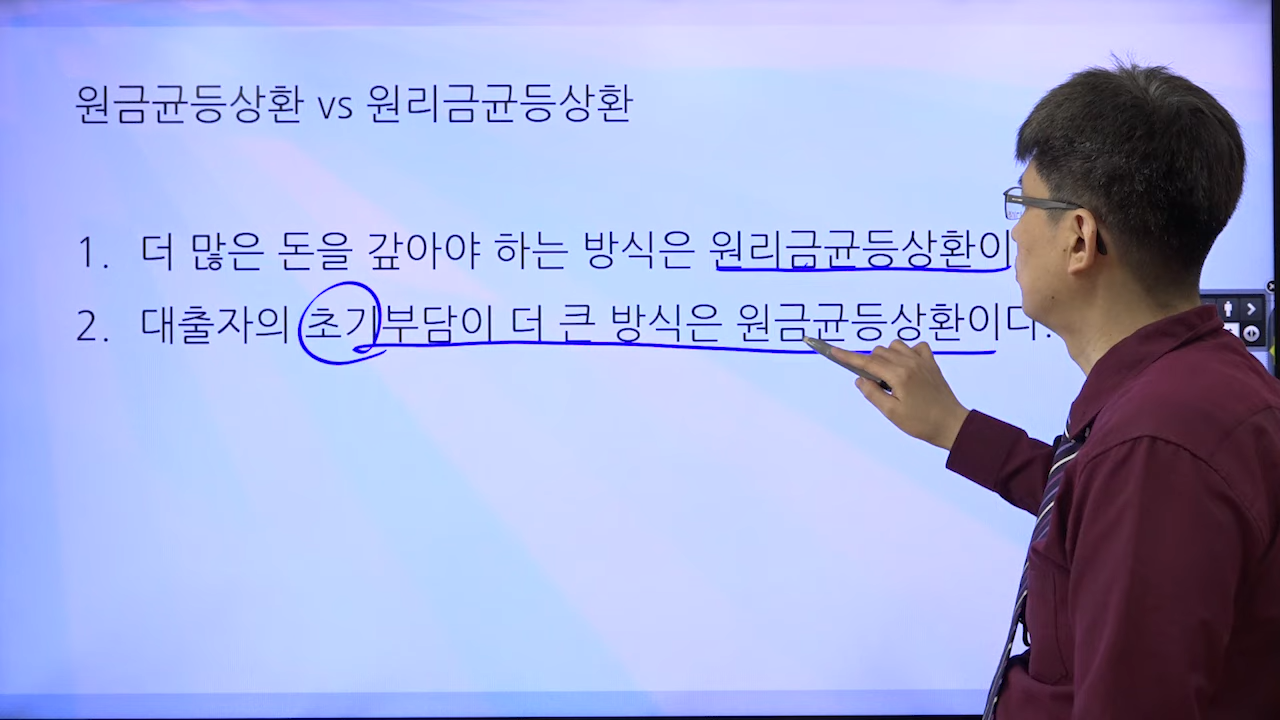 원금균등상환 vs 원리금균등상환
1. 더 많은 돈을 갚아야 하는 방식은 원리금균등상환이
2. 대출자의 초기부담이 더 큰 방식은 원금균등상환이다.